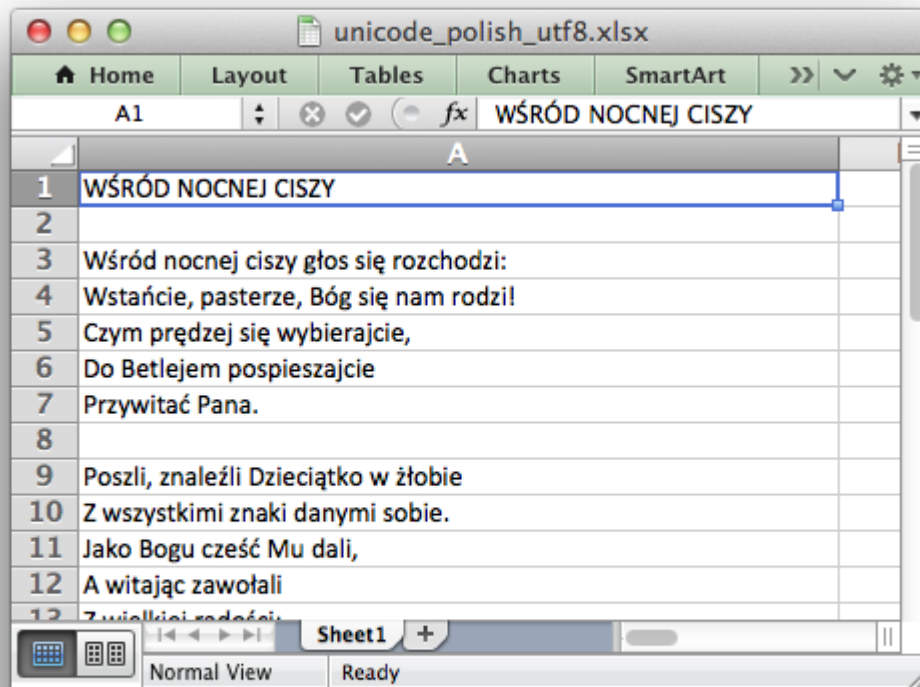 unicode_polish_utf8.xlsx
Home Layout Tables Charts SmartArt
A1 fx WŚRÓD NOCNEJ CISZY
A
1 WŚRÓD NOCNEJ CISZY
2
3 Wśród nocnej ciszy głos się rozchodzi:
4 Wstańcie, pasterze, Bóg się nam rodzi!
5 Czym prędzej się wybierajcie,
6 Do Betlejem pospieszajcie
7 Przywitać Pana.
8
9 Poszli, znaleźli Dzieciątko w żłobie
10 Z wszystkimi znaki danymi sobie.
11 Jako Bogu cześć Mu dali,
12 A witając zawołali
13 Z wielkiej radości:
Sheet1
Normal View Ready